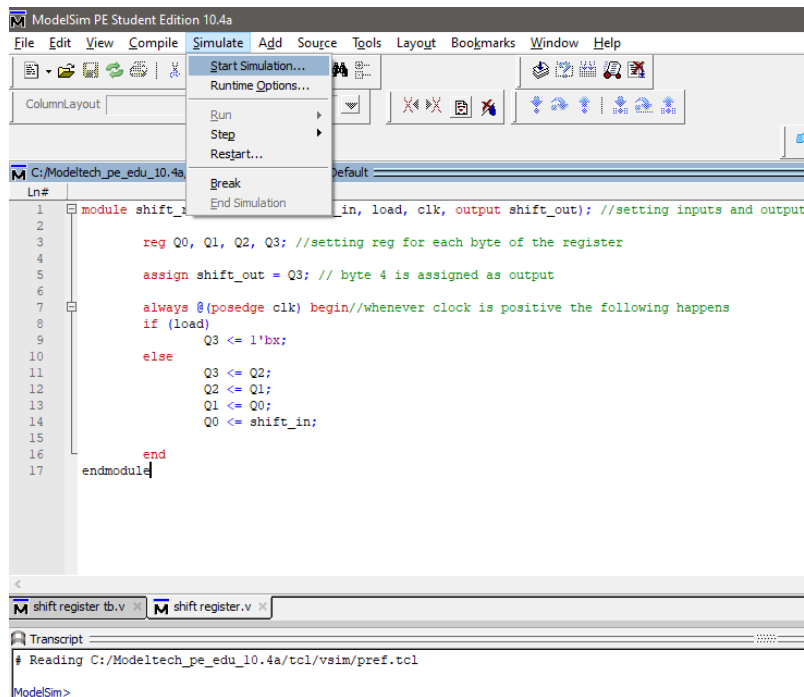 ModelSim PE Student Edition 10.4a
File Edit View Compile Simulate Add Source Tools Layout Bookmarks Window Help
Start Simulation...
Runtime Options...
Run
Step
Restart...
Break
End Simulation
ColumnLayout
C:/Modeltech_pe_edu_10.4a Default
Ln#
1 module shift_ _in, load, clk, output shift_out); //setting inputs and output
2
3 reg Q0, Q1, Q2, Q3; //setting reg for each byte of the register
4
5 assign shift_out = Q3; // byte 4 is assigned as output
6
7 always @(posedge clk) begin//whenever clock is positive the following happens
8 if (load)
9 Q3 <= 1'bx;
10 else
11 Q3 <= Q2;
12 Q2 <= Q1;
13 Q1 <= Q0;
14 Q0 <= shift_in;
15
16 end
17 endmodule
shift register tb.v shift register.v
Transcript
# Reading C:/Modeltech_pe_edu_10.4a/tcl/vsim/pref.tcl
ModelSim>